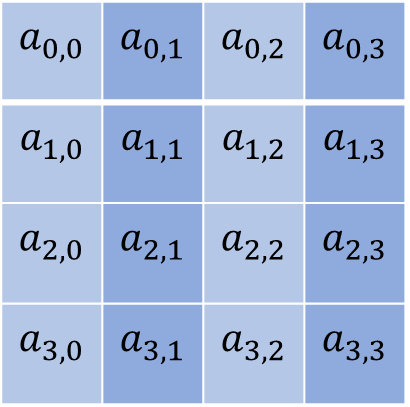 a0,0 a0,1 a0,2 a0,3
a1,0 a1,1 a1,2 a1,3
a2,0 a2,1 a2,2 a2,3
a3,0 a3,1 a3,2 a3,3